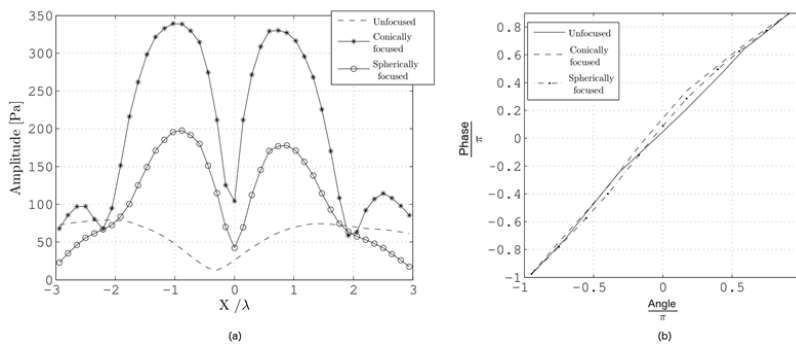 350
300
250
200
150
100
50
0
Amplitude [Pa]
−3
−2
−1
0
1
2
3
X /λ
Unfocused
Conically
focused
Spherically
focused
(a)
0.8
0.6
0.4
0.2
0
−0.2
−0.4
−0.6
−0.8
−1
Phase
π
−1
−0.5
0
0.5
Angle
π
Unfocused
Conically
focused
Spherically
focused
(b)